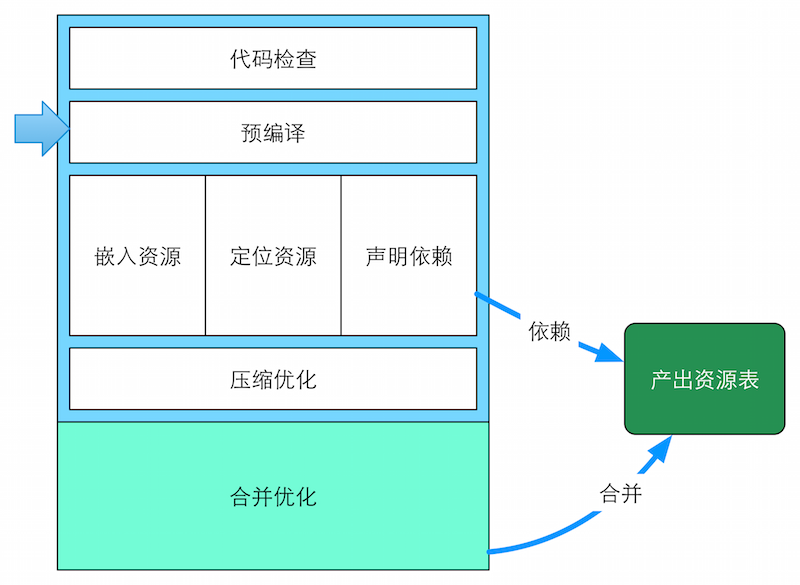 代码检查
预编译
嵌入资源
定位资源
声明依赖
依赖
产出资源表
压缩优化
合并优化
合并